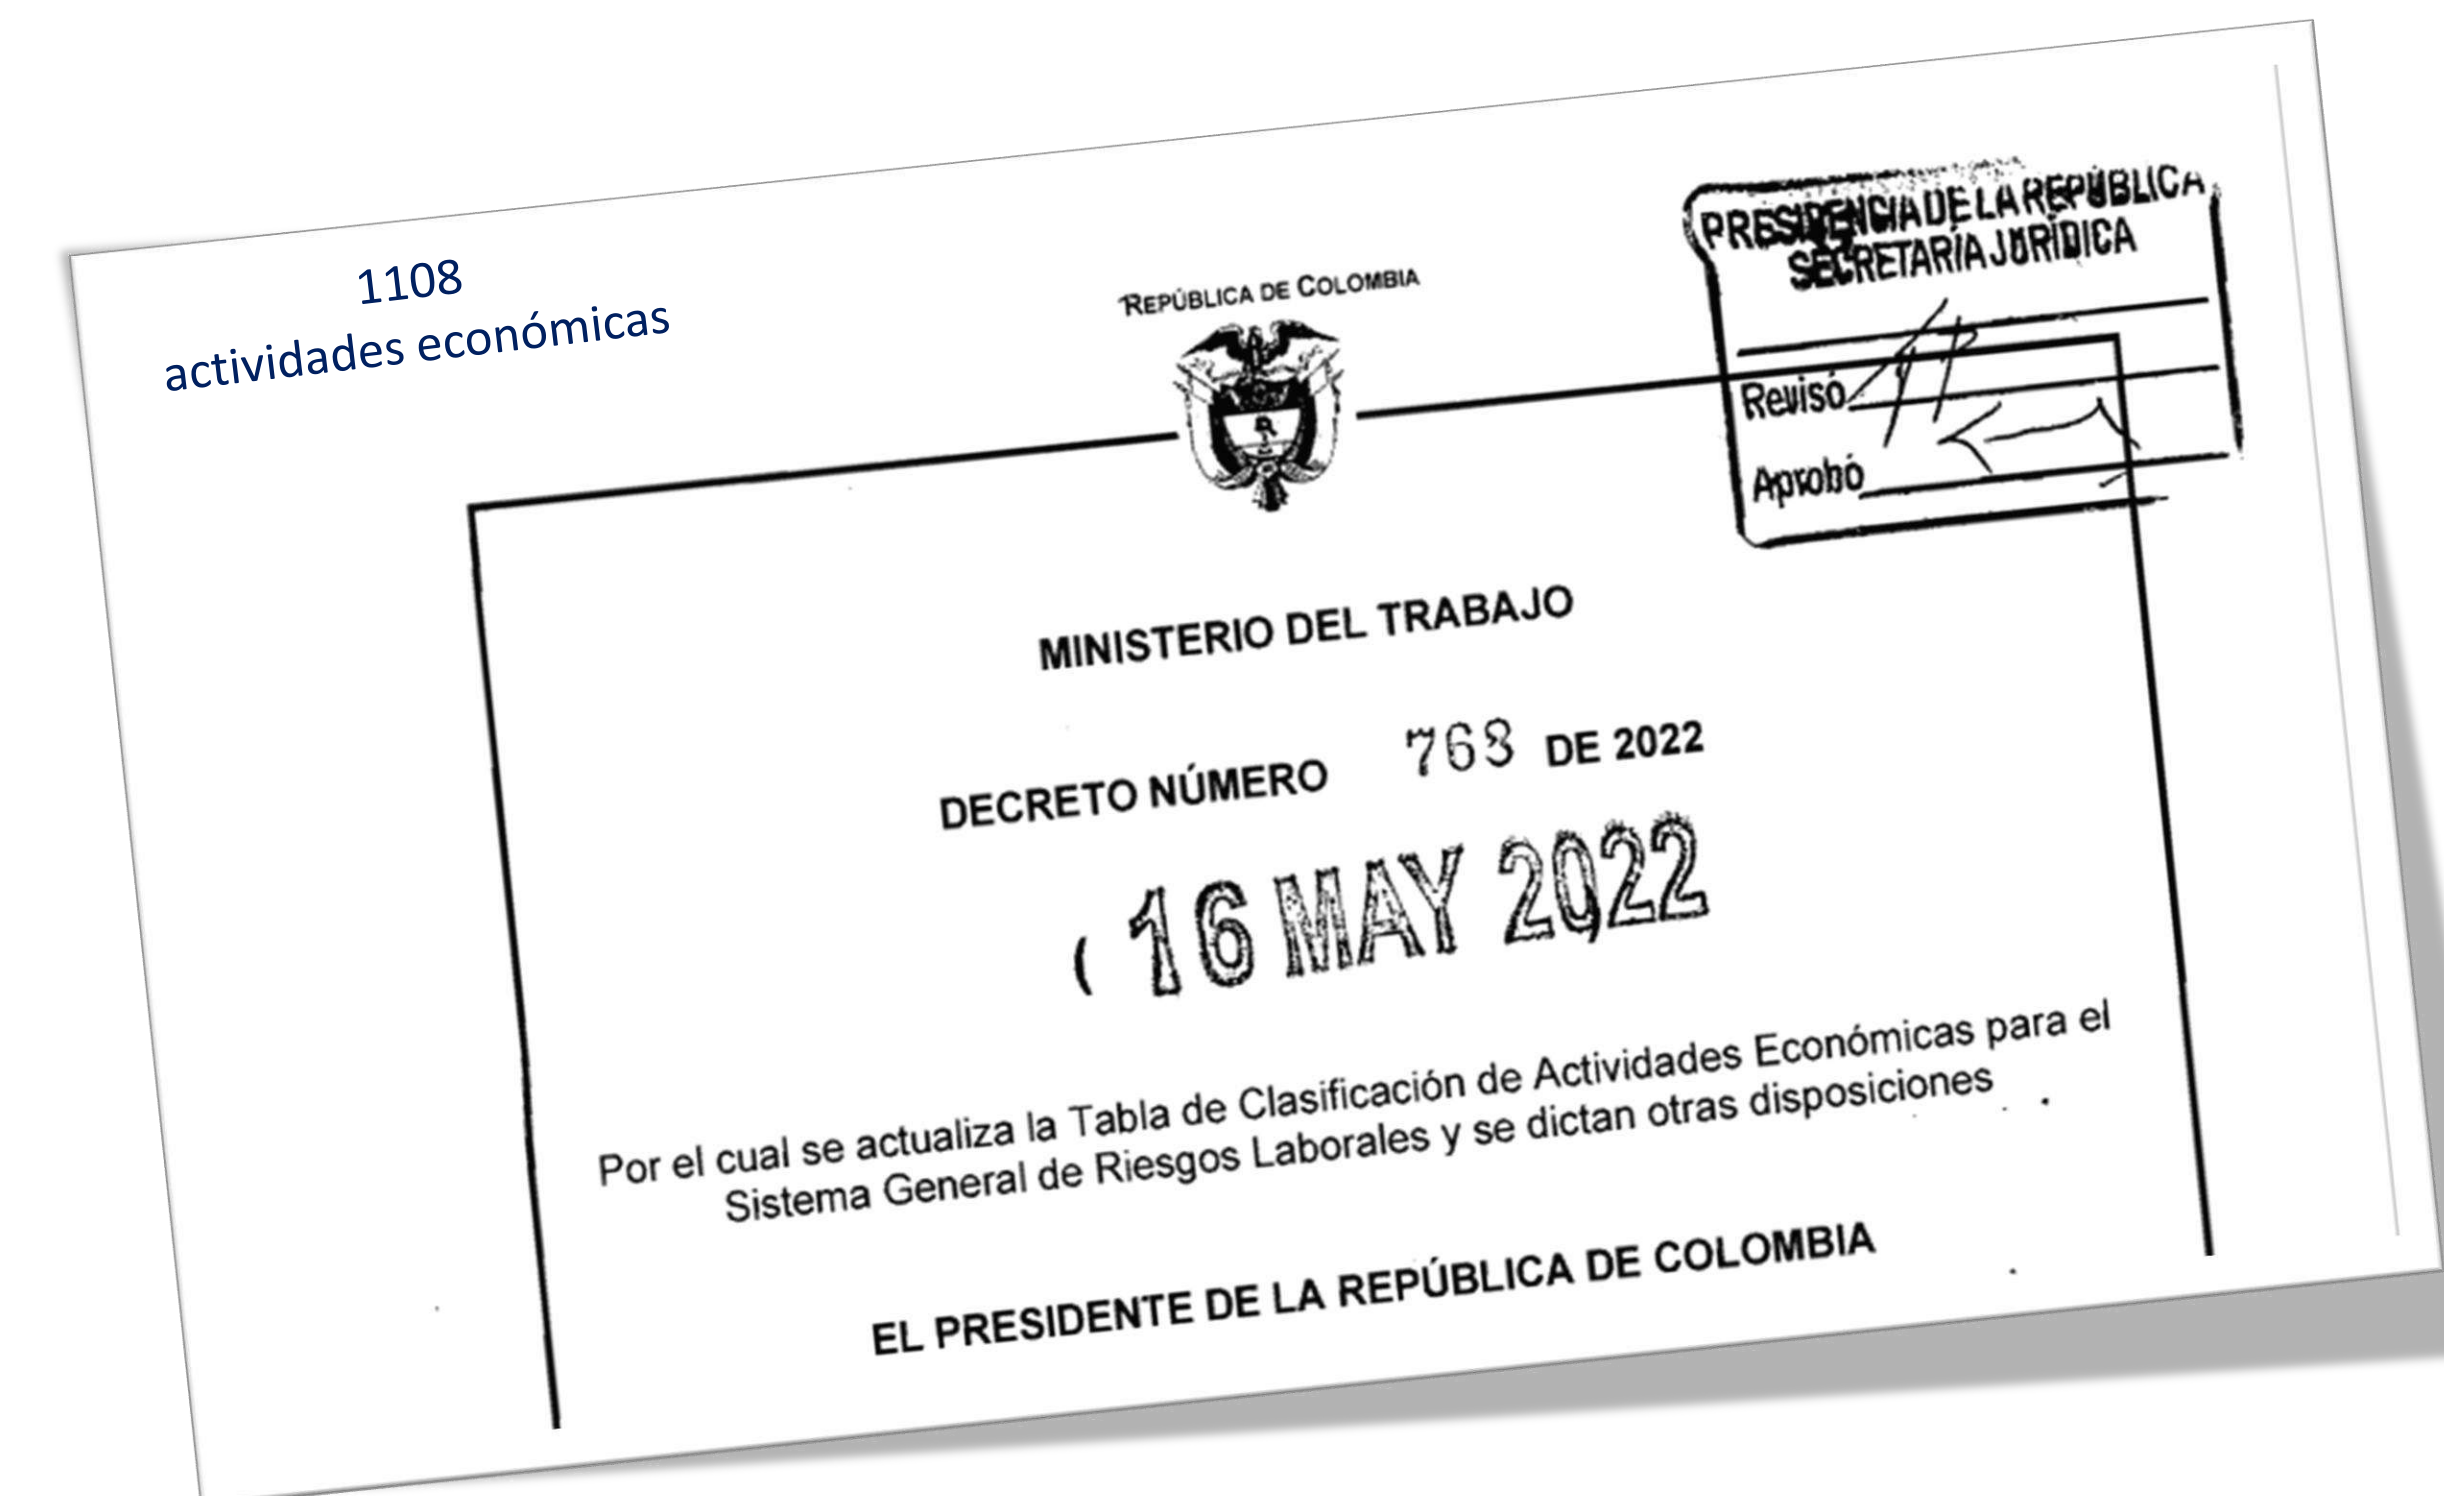 1108
actividades económicas
REPÚBLICA DE COLOMBIA
PRESIDENCIA DE LA REPÚBLICA
SECRETARÍA JURÍDICA
Revisó
Aprobó
MINISTERIO DEL TRABAJO
DECRETO NÚMERO 768 DE 2022
( 16 MAY 2022 )
Por el cual se actualiza la Tabla de Clasificación de Actividades Económicas para el
Sistema General de Riesgos Laborales y se dictan otras disposiciones
EL PRESIDENTE DE LA REPÚBLICA DE COLOMBIA